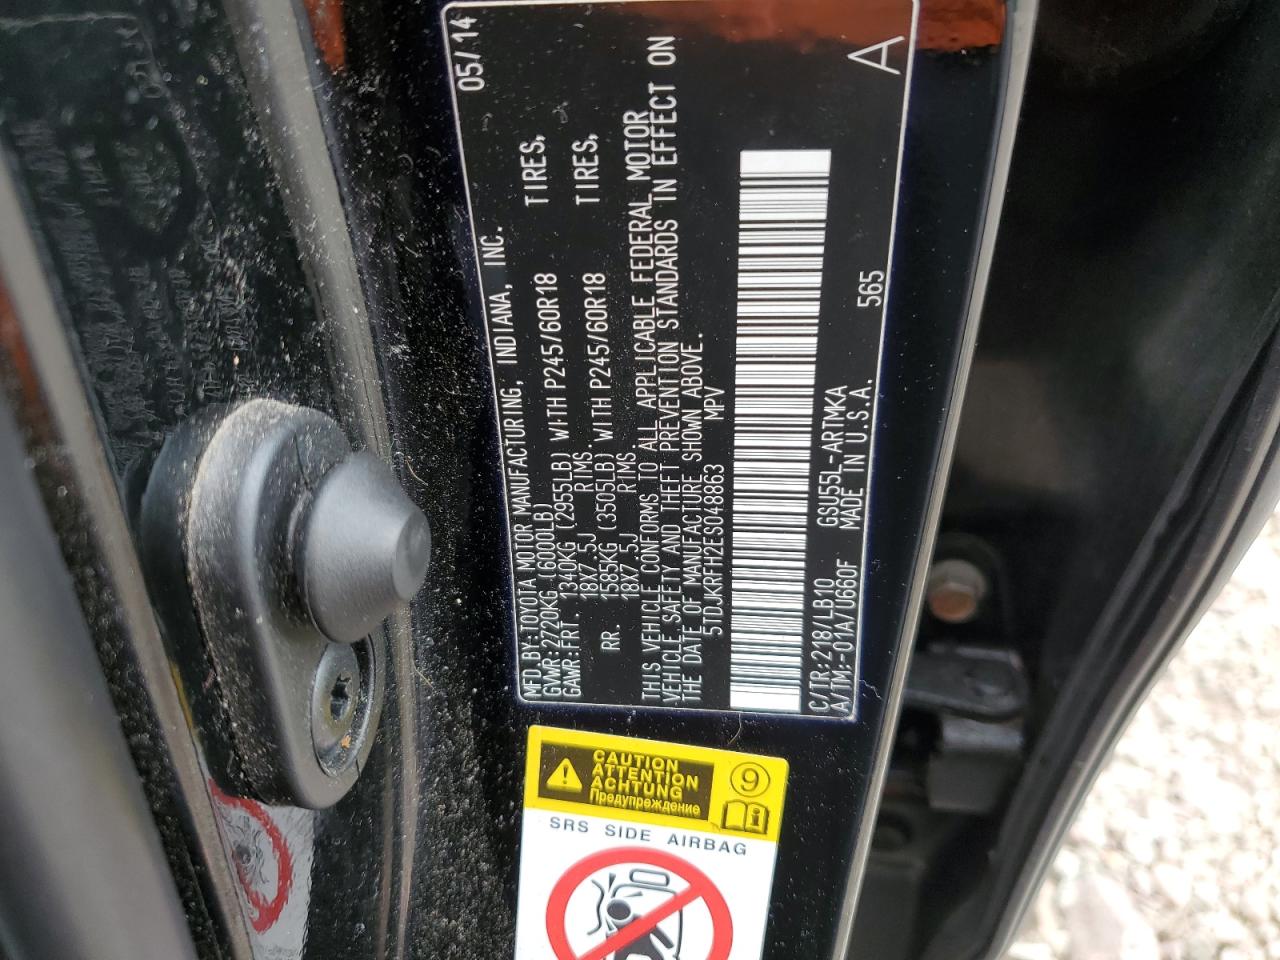 05/14
MFD.BY:TOYOTA MOTOR MANUFACTURING, INDIANA, INC.
GVWR:2720KG (6000LB)
GAWR:FRT. 1340KG (2955LB) WITH P245/60R18 TIRES,
18X7.5J RIMS.
RR. 1585KG (3505LB) WITH P245/60R18 TIRES,
18X7.5J RIMS
THIS VEHICLE CONFORMS TO ALL APPLICABLE FEDERAL MOTOR
VEHICLE SAFETY AND THEFT PREVENTION STANDARDS IN EFFECT ON
THE DATE OF MANUFACTURE SHOWN ABOVE.
5TDJKRFH2ES048863 MPV
C/TR:218/LB10 GSU55L-ARTMKA 565 A
A/TM:-01A/U660F MADE IN U.S.A.
CAUTION
ATTENTION
ACHTUNG
Предупреждение
9
i
SRS SIDE AIRBAG